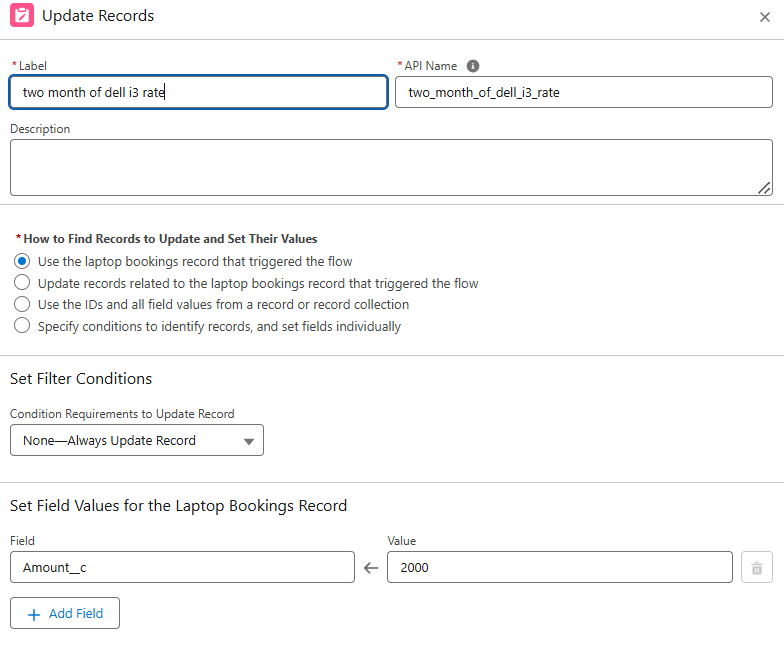 Update Records
* Label
* API Name
two month of dell i3 rate
two_month_of_dell_i3_rate
Description
* How to Find Records to Update and Set Their Values
Use the laptop bookings record that triggered the flow
Update records related to the laptop bookings record that triggered the flow
Use the IDs and all field values from a record or record collection
Specify conditions to identify records, and set fields individually
Set Filter Conditions
Condition Requirements to Update Record
None—Always Update Record
Set Field Values for the Laptop Bookings Record
Field
Value
Amount__c
2000
+ Add Field